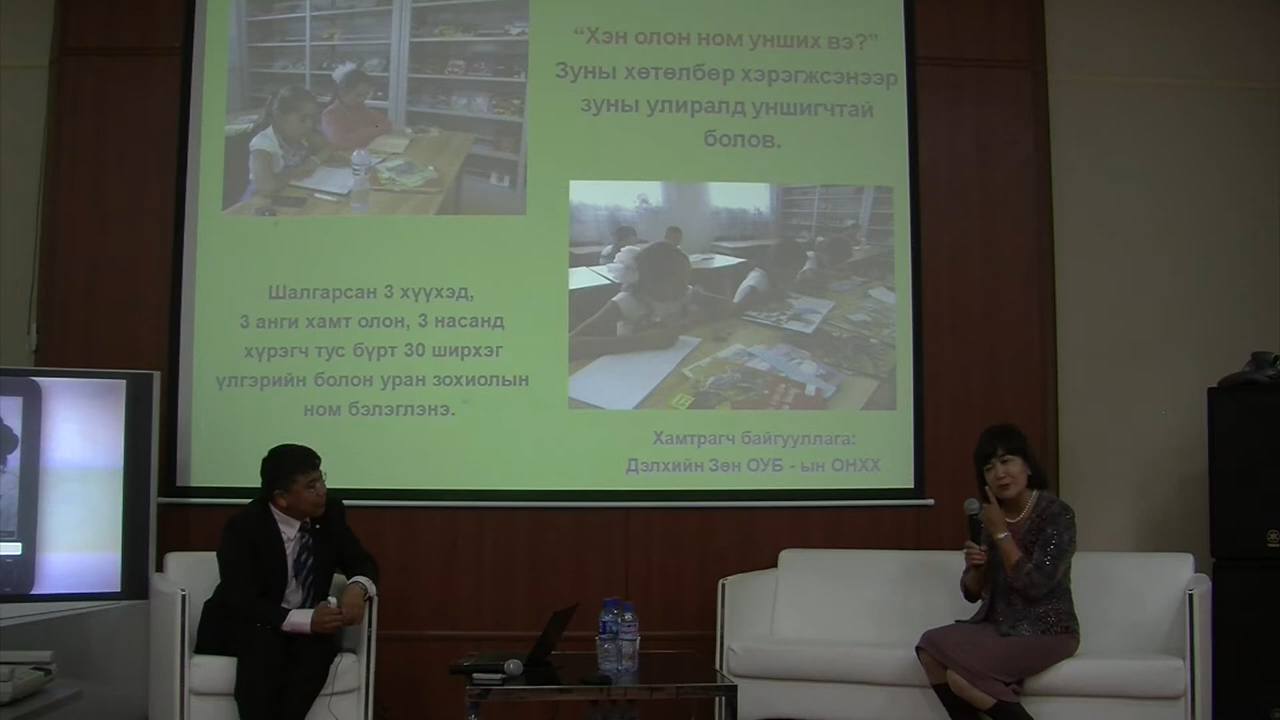 “Хэн олон ном унших вэ?”
Зуны хөтөлбөр хэрэгжсэнээр
зуны улиралд уншигчтай
болов.
Шалгарсан 3 хүүхэд,
3 анги хамт олон, 3 насанд
хүрэгч тус бүрт 30 ширхэг
үлгэрийн болон уран зохиолын
ном бэлэглэнэ.
Хамтрагч байгууллага:
Дэлхийн Зөн ОУБ - ын ОНХХ